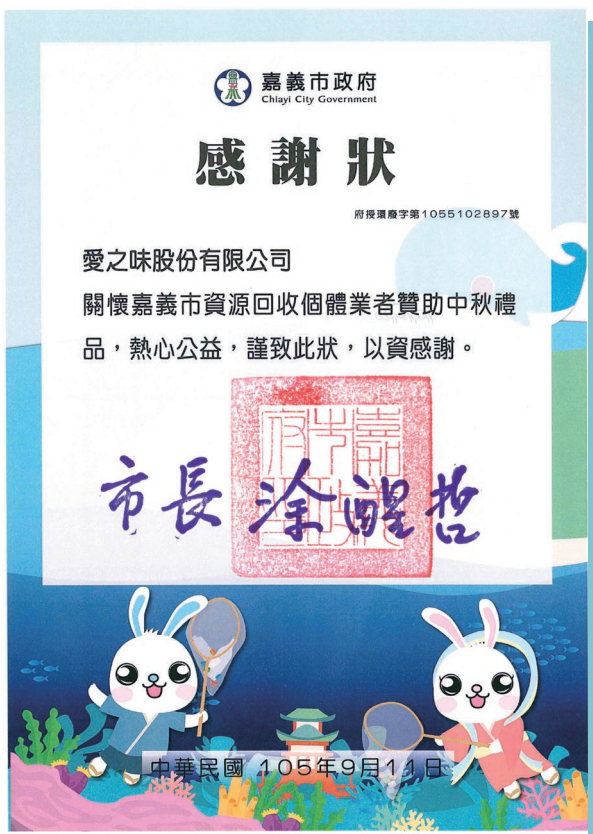 嘉義市政府
Chiayi City Government
感謝狀
府授環廢字第1055102897號
愛之味股份有限公司
關懷嘉義市資源回收個體業者贊助中秋禮
品，熱心公益，謹致此狀，以資感謝。
市長 涂醒哲
中華民國 105年9月11日